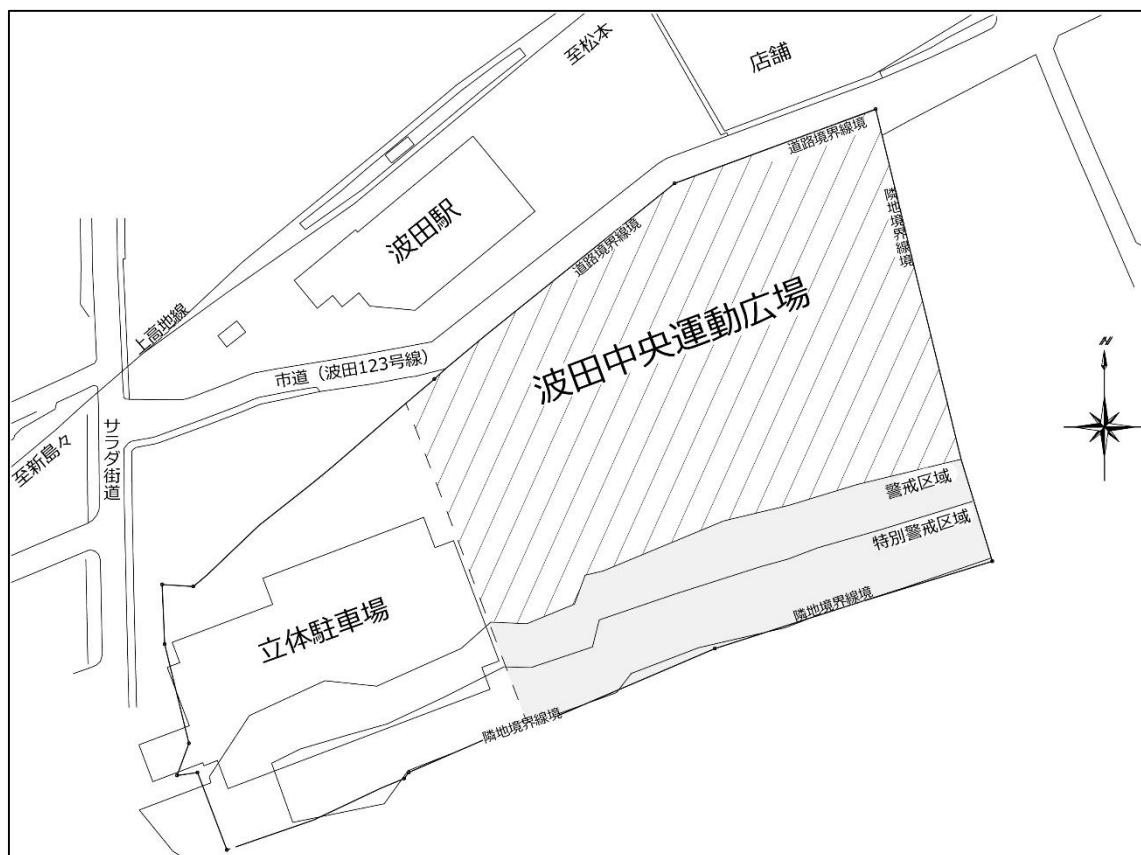 至松本
店舗
道路境界線境
波田駅
隣地境界線境
道路境界線境
上高地線
波田中央運動広場
N
市道（波田123号線）
サラダ街道
至新島々
警戒区域
特別警戒区域
立体駐車場
隣地境界線境
隣地境界線境